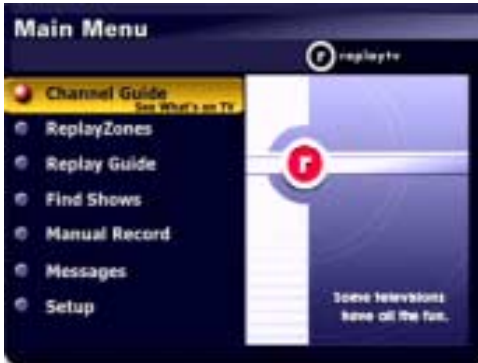 Main Menu
r replaytv
Channel Guide
See What's on TV
ReplayZones
Replay Guide
Find Shows
Manual Record
Messages
Setup
r
Some televisions
have all the fun.